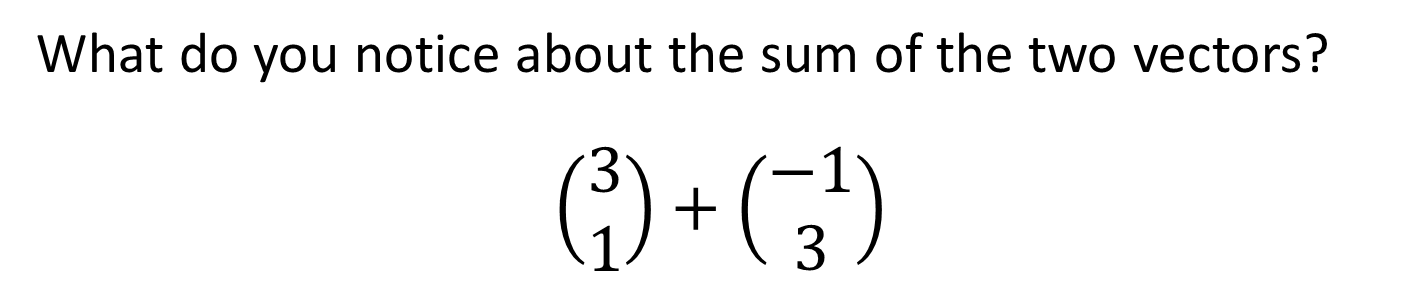 What do you notice about the sum of the two vectors?
(3 1) + (−1 3)